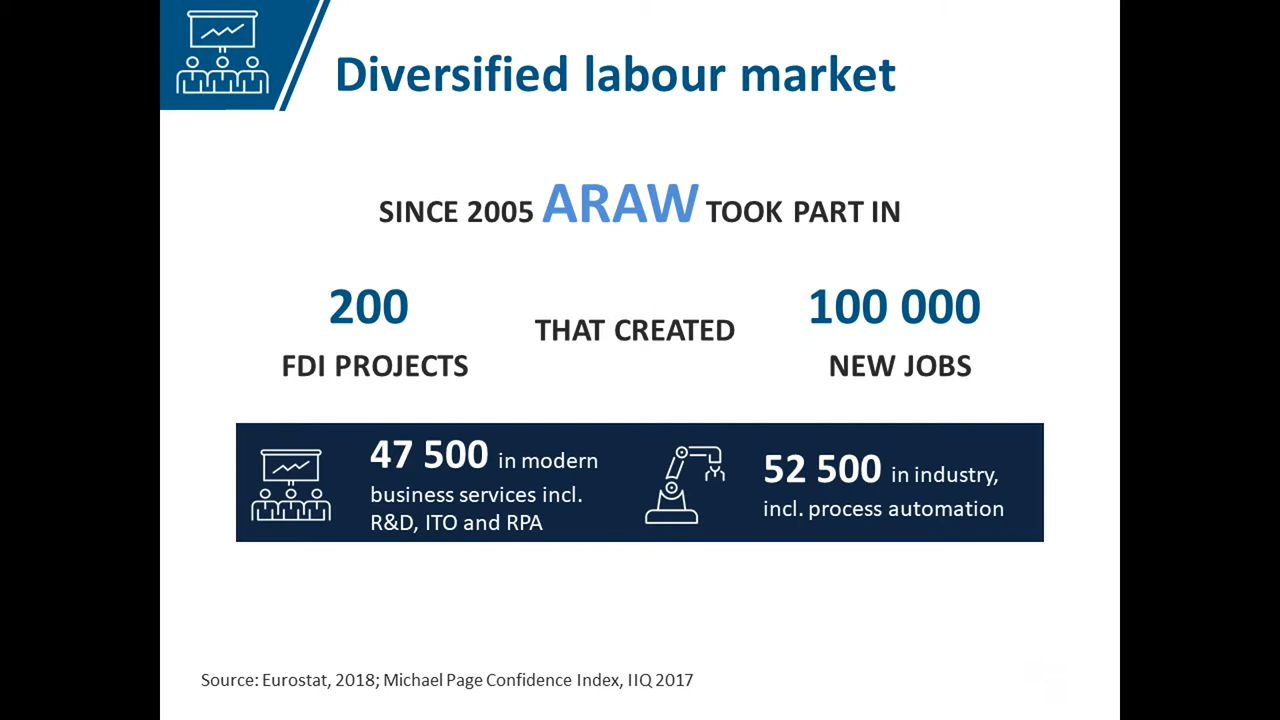 Diversified labour market
SINCE 2005 ARAW TOOK PART IN
200
FDI PROJECTS
THAT CREATED
100 000
NEW JOBS
47 500 in modern
business services incl.
R&D, ITO and RPA
52 500 in industry,
incl. process automation
Source: Eurostat, 2018; Michael Page Confidence Index, IIQ 2017